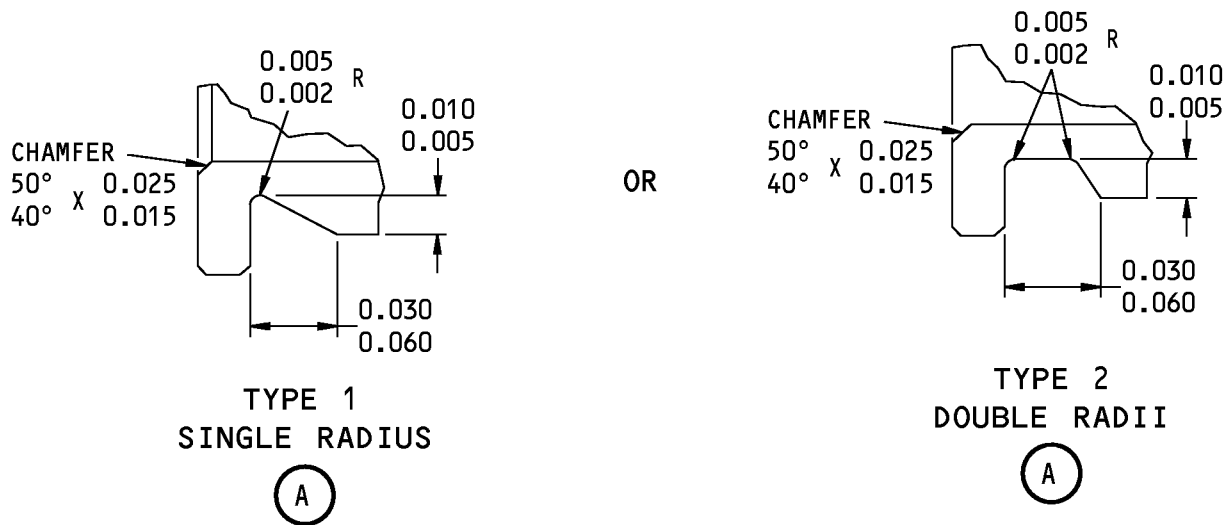 0.005
0.002 R
0.010
0.005
CHAMFER
50° X 0.025
40° 0.015
0.030
0.060
TYPE 1
SINGLE RADIUS
A
OR
0.005
0.002 R
0.010
0.005
CHAMFER
50° X 0.025
40° 0.015
0.030
0.060
TYPE 2
DOUBLE RADII
A